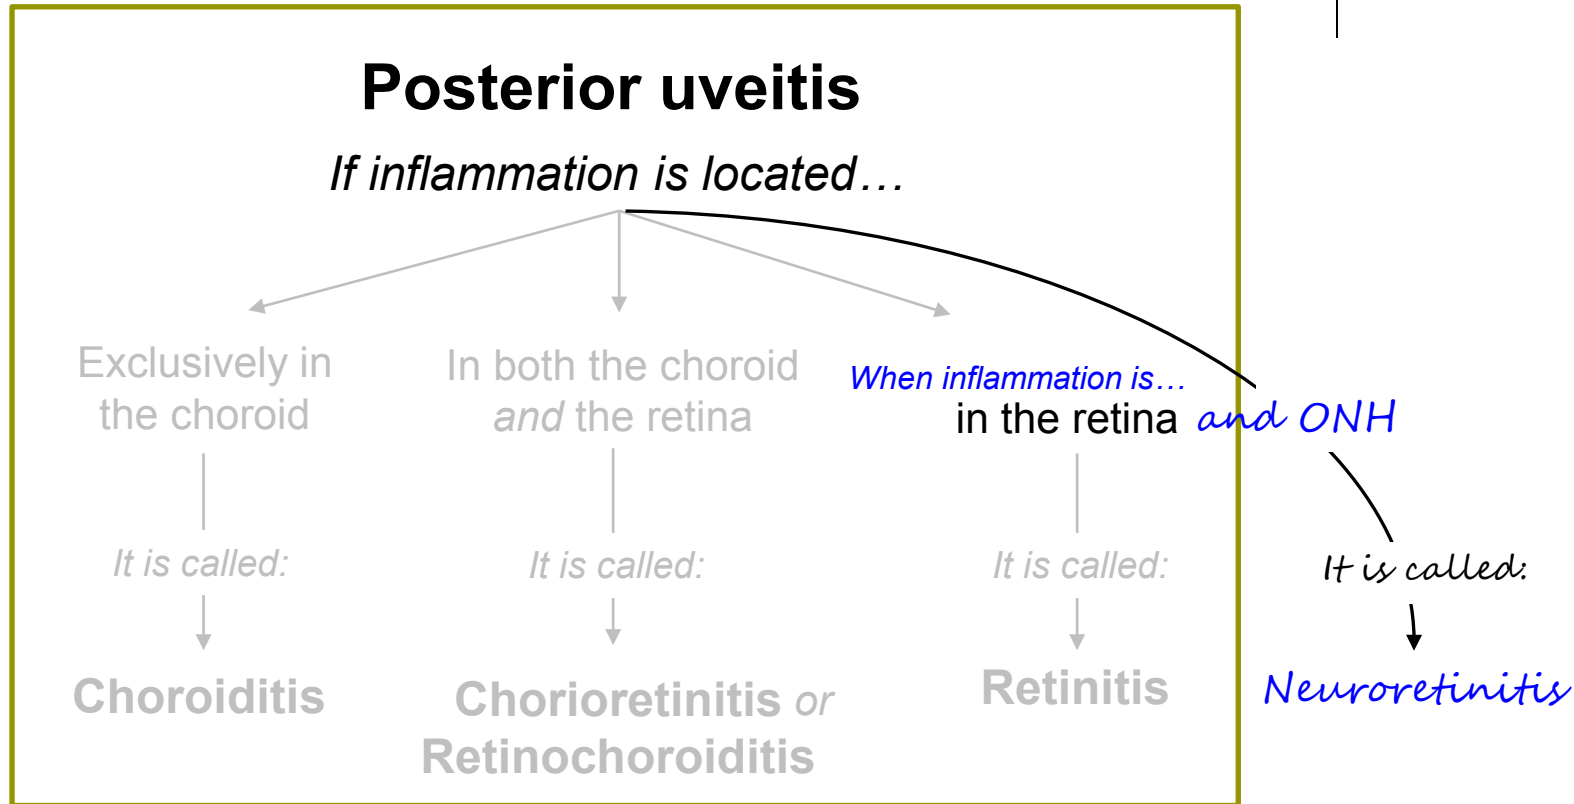 Posterior uveitis
If inflammation is located…
Exclusively in
the choroid
In both the choroid
and the retina
When inflammation is…
in the retina and ONH
It is called:
It is called:
It is called:
It is called:
Choroiditis
Chorioretinitis or
Retinochoroiditis
Retinitis
Neuroretinitis